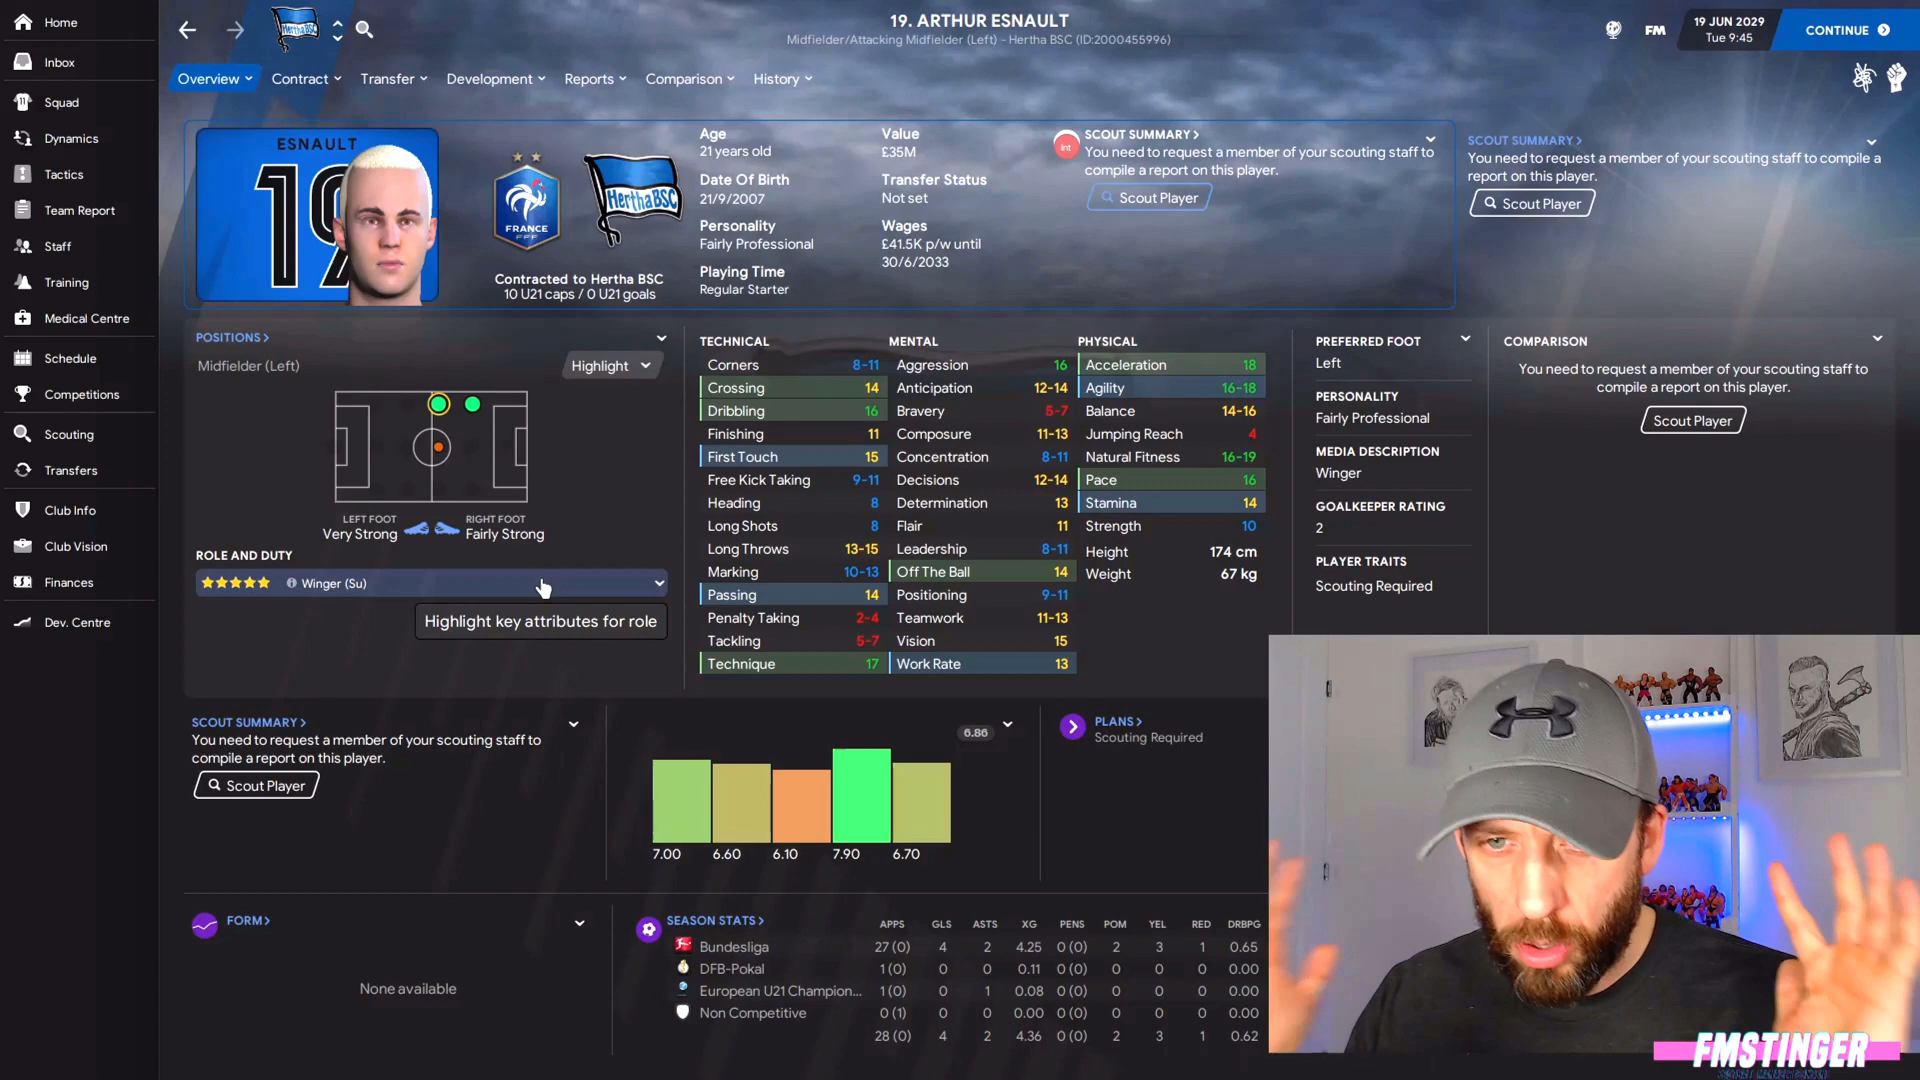 Home
Inbox
Squad
Dynamics
Tactics
Team Report
Staff
Training
Medical Centre
Schedule
Competitions
Scouting
Transfers
Club Info
Club Vision
Finances
Dev. Centre
Hertha BSC
19. ARTHUR ESNAULT
Midfielder/Attacking Midfielder (Left) - Hertha BSC (ID:2000455996)
FM
19 JUN 2029
Tue 9:45
CONTINUE
Overview
Contract
Transfer
Development
Reports
Comparison
History
ESNAULT
19
FRANCE
FFF
HerthaBSC
Contracted to Hertha BSC
10 U21 caps / 0 U21 goals
Age
21 years old
Date Of Birth
21/9/2007
Personality
Fairly Professional
Playing Time
Regular Starter
Value
£35M
Transfer Status
Not set
Wages
£41.5K p/w until
30/6/2033
Int
SCOUT SUMMARY >
You need to request a member of your scouting staff to
compile a report on this player.
Scout Player
SCOUT SUMMARY >
You need to request a member of your scouting staff to compile a
report on this player.
Scout Player
POSITIONS >
Midfielder (Left)
Highlight
LEFT FOOT
Very Strong
RIGHT FOOT
Fairly Strong
ROLE AND DUTY
Winger (Su)
Highlight key attributes for role
TECHNICAL
Corners 8-11
Crossing 14
Dribbling 16
Finishing 11
First Touch 15
Free Kick Taking 9-11
Heading 8
Long Shots 8
Long Throws 13-15
Marking 10-13
Passing 14
Penalty Taking 2-4
Tackling 5-7
Technique 17
MENTAL
Aggression 16
Anticipation 12-14
Bravery 5-7
Composure 11-13
Concentration 8-11
Decisions 12-14
Determination 13
Flair 11
Leadership 8-11
Off The Ball 14
Positioning 9-11
Teamwork 11-13
Vision 15
Work Rate 13
PHYSICAL
Acceleration 18
Agility 16-18
Balance 14-16
Jumping Reach 4
Natural Fitness 16-19
Pace 16
Stamina 14
Strength 10
Height 174 cm
Weight 67 kg
PREFERRED FOOT
Left
PERSONALITY
Fairly Professional
MEDIA DESCRIPTION
Winger
GOALKEEPER RATING
2
PLAYER TRAITS
Scouting Required
COMPARISON
You need to request a member of your scouting staff to
compile a report on this player.
Scout Player
SCOUT SUMMARY >
You need to request a member of your scouting staff to
compile a report on this player.
Scout Player
6.86
7.00 6.60 6.10 7.90 6.70
PLANS >
Scouting Required
FORM >
None available
SEASON STATS >
APPS GLS ASTS XG PENS POM YEL RED DRBPG
Bundesliga 27 (0) 4 2 4.25 0 (0) 2 3 1 0.65
DFB-Pokal 1 (0) 0 0 0.11 0 (0) 0 0 0 0.00
European U21 Champion... 1 (0) 0 1 0.08 0 (0) 0 0 0 0.00
Non Competitive 0 (1) 0 0 0.00 0 (0) 0 0 0 0.00
28 (0) 4 2 4.36 0 (0) 2 3 1 0.62
FMSTINGER